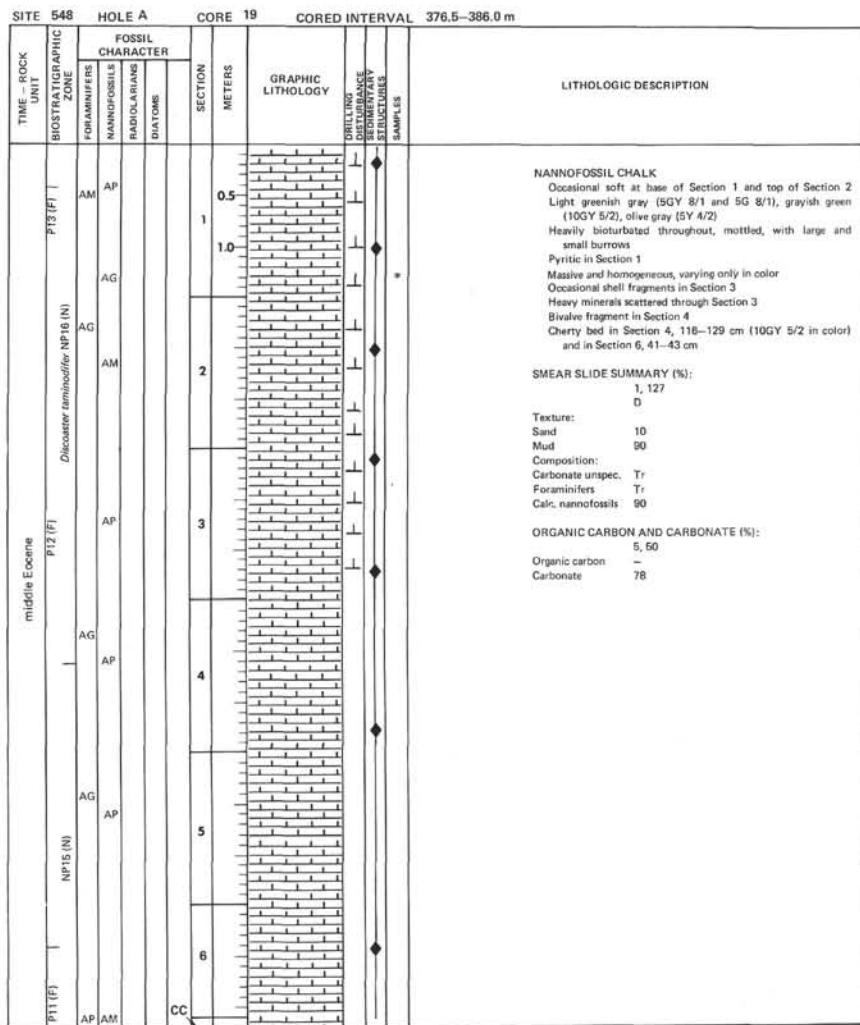 SITE 548 HOLE A CORE 19 CORED INTERVAL 376.5–386.0 m
TIME – ROCK UNIT
BIOSTRATIGRAPHIC ZONE
FOSSIL CHARACTER
FORAMINIFERS
NANNOFOSSILS
RADIOLARIANS
DIATOMS
SECTION
METERS
GRAPHIC LITHOLOGY
DRILLING DISTURBANCE
SEDIMENTARY STRUCTURES
SAMPLES
LITHOLOGIC DESCRIPTION
middle Eocene
P13 (F)
Discoaster taminodifer NP16 (N)
P12 (F)
NP15 (N)
P11 (F)
AM
AP
AG
AG
AM
AP
AG
AP
AG
AP
AP AM
CC
1
0.5
1.0
2
3
4
5
6
*
NANNOFOSSIL CHALK
Occasional soft at base of Section 1 and top of Section 2
Light greenish gray (5GY 8/1 and 5G 8/1), grayish green
(10GY 5/2), olive gray (5Y 4/2)
Heavily bioturbated throughout, mottled, with large and
small burrows
Pyritic in Section 1
Massive and homogeneous, varying only in color
Occasional shell fragments in Section 3
Heavy minerals scattered through Section 3
Bivalve fragment in Section 4
Cherty bed in Section 4, 116–129 cm (10GY 5/2 in color)
and in Section 6, 41–43 cm
SMEAR SLIDE SUMMARY (%):
1, 127
D
Texture:
Sand 10
Mud 90
Composition:
Carbonate unspec. Tr
Foraminifers Tr
Calc. nannofossils 90
ORGANIC CARBON AND CARBONATE (%):
5, 50
Organic carbon –
Carbonate 78